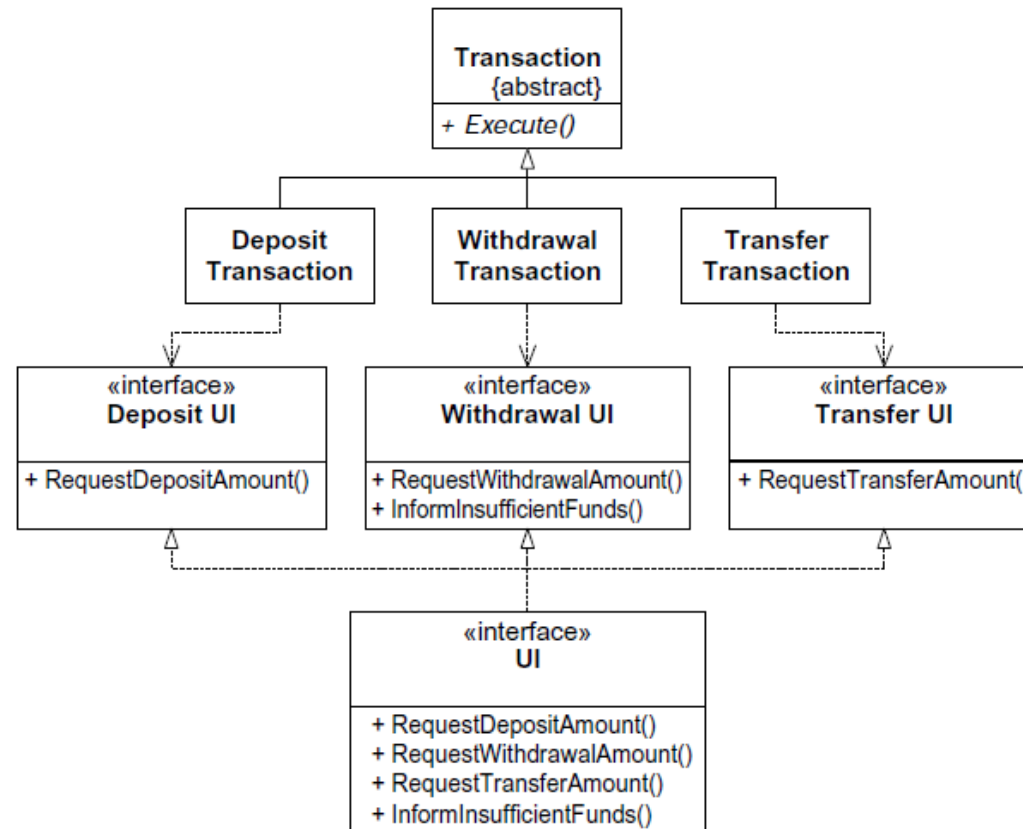 Transaction
{abstract}
+ Execute()
Deposit
Transaction
Withdrawal
Transaction
Transfer
Transaction
«interface»
Deposit UI
+ RequestDepositAmount()
«interface»
Withdrawal UI
+ RequestWithdrawalAmount()
+ InformInsufficientFunds()
«interface»
Transfer UI
+ RequestTransferAmount(
«interface»
UI
+ RequestDepositAmount()
+ RequestWithdrawalAmount()
+ RequestTransferAmount()
+ InformInsufficientFunds()